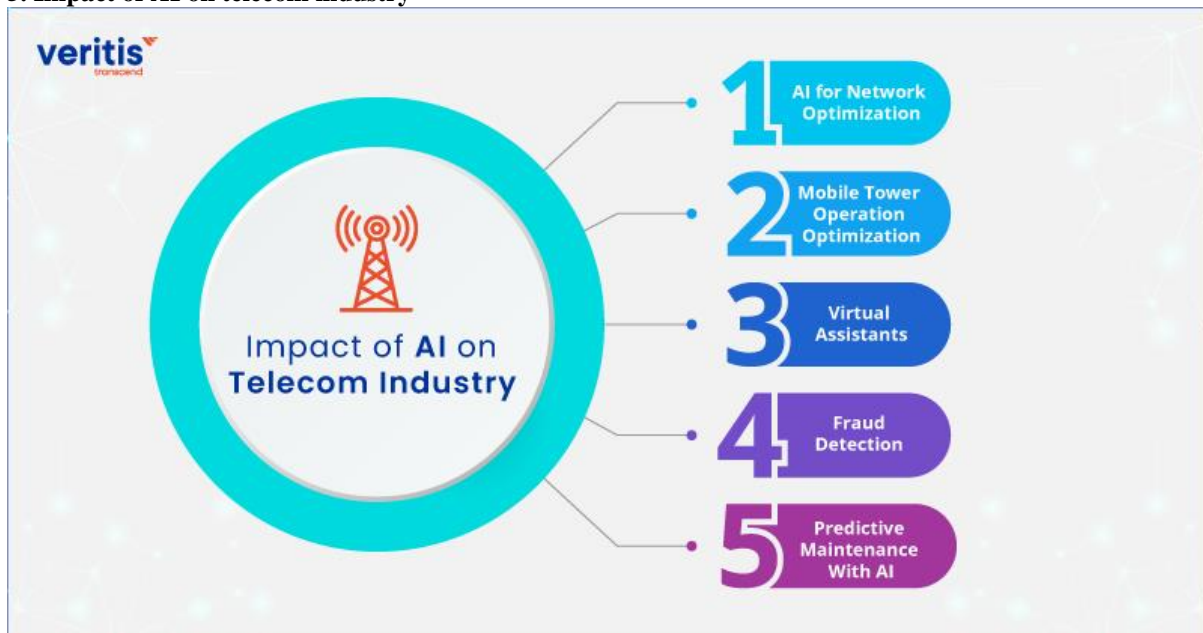 veritis
transcend
Impact of AI on
Telecom Industry
1
AI for Network
Optimization
2
Mobile Tower
Operation
Optimization
3
Virtual
Assistants
4
Fraud
Detection
5
Predictive
Maintenance
With AI